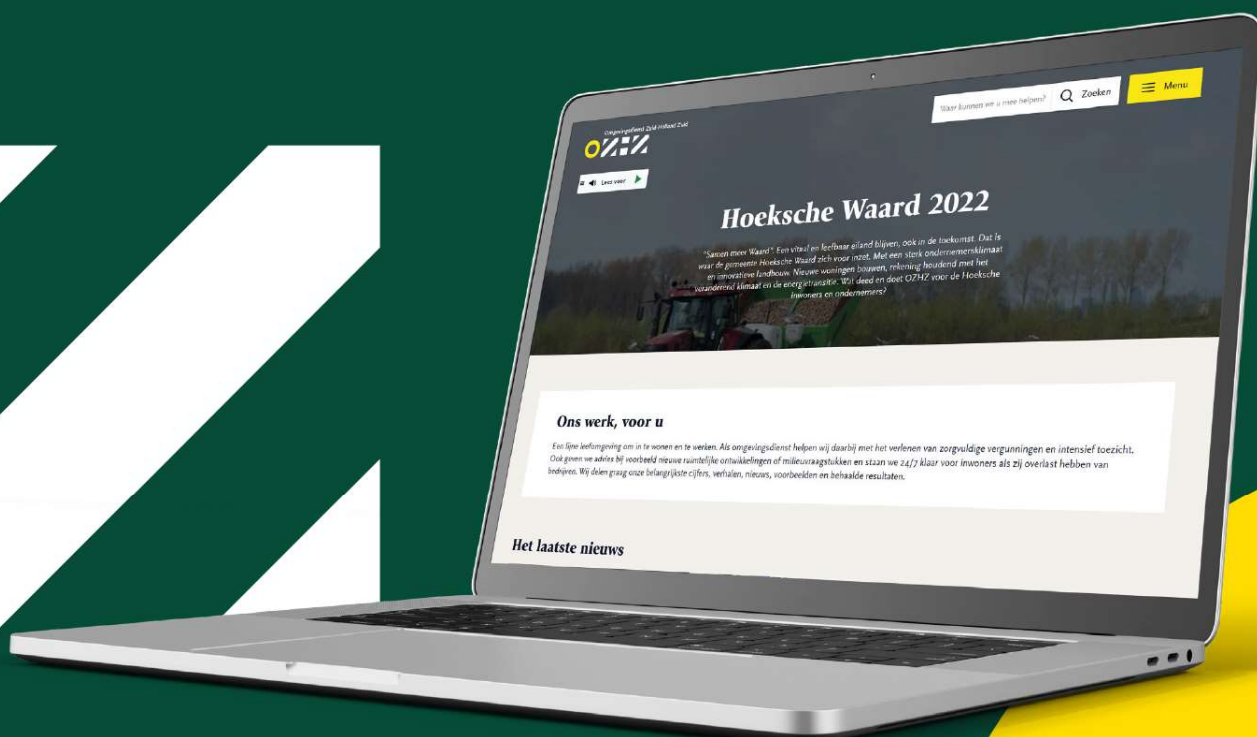 Omgevingsdienst Zuid-Holland Zuid
OZHZ
Waar kunnen we u mee helpen?
Zoeken
Menu
Lees voor
Hoeksche Waard 2022
"Samen meer Waard". Een vitaal en leefbaar eiland blijven, ook in de toekomst. Dat is
waar de gemeente Hoeksche Waard zich voor inzet. Met een sterk ondernemersklimaat
en innovatieve landbouw. Nieuwe woningen bouwen, rekening houdend met het
veranderend klimaat en de energietransitie. Wat deed en doet OZHZ voor de Hoeksche
inwoners en ondernemers?
Ons werk, voor u
Een fijne leefomgeving om in te wonen en te werken. Als omgevingsdienst helpen wij daarbij met het verlenen van zorgvuldige vergunningen en intensief toezicht.
Ook geven we advies bij voorbeeld nieuwe ruimtelijke ontwikkelingen of milieuvraagstukken en staan we 24/7 klaar voor inwoners als zij overlast hebben van
bedrijven. Wij delen graag onze belangrijkste cijfers, verhalen, nieuws, voorbeelden en behaalde resultaten.
Het laatste nieuws